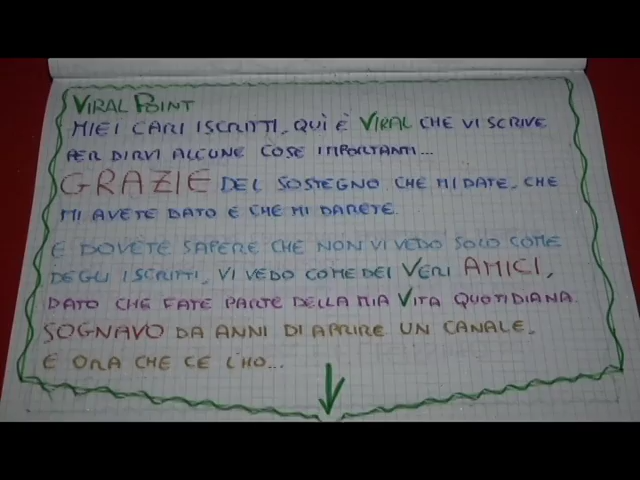 VIRAL POINT
MIEI CARI ISCRITTI, QUÌ È VIRAL CHE VI SCRIVE
PER DIRVI ALCUNE COSE IMPORTANTI...
GRAZIE DEL SOSTEGNO CHE MI DATE, CHE
MI AVETE DATO E CHE MI DARETE.
E DOVETE SAPERE CHE NON VI VEDO SOLO COME
DEGLI ISCRITTI, VI VEDO COME DEI VERI AMICI,
DATO CHE FATE PARTE DELLA MIA VITA QUOTIDIANA.
SOGNAVO DA ANNI DI APRIRE UN CANALE,
E ORA CHE CE L'HO...